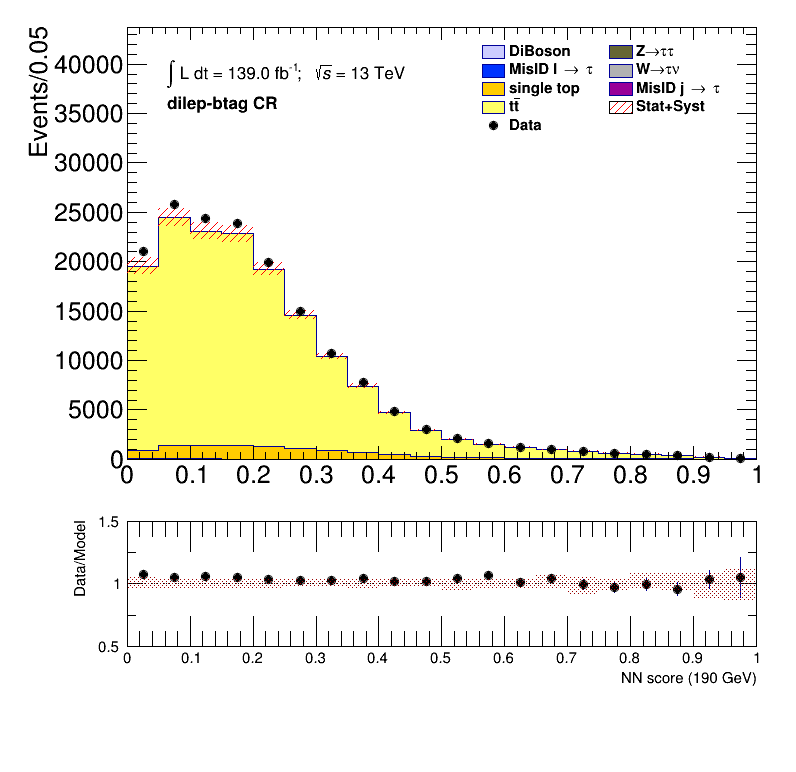 Events/0.05
40000
35000
30000
25000
20000
15000
10000
5000
0
∫ L dt = 139.0 fb⁻¹; √s = 13 TeV
dilep-btag CR
DiBoson
MisID l → τ
single top
tt̄
Data
Z→ττ
W→τν
MisID j → τ
Stat+Syst
0 0.1 0.2 0.3 0.4 0.5 0.6 0.7 0.8 0.9 1
Data/Model
1.5
1
0.5
0 0.1 0.2 0.3 0.4 0.5 0.6 0.7 0.8 0.9 1
NN score (190 GeV)